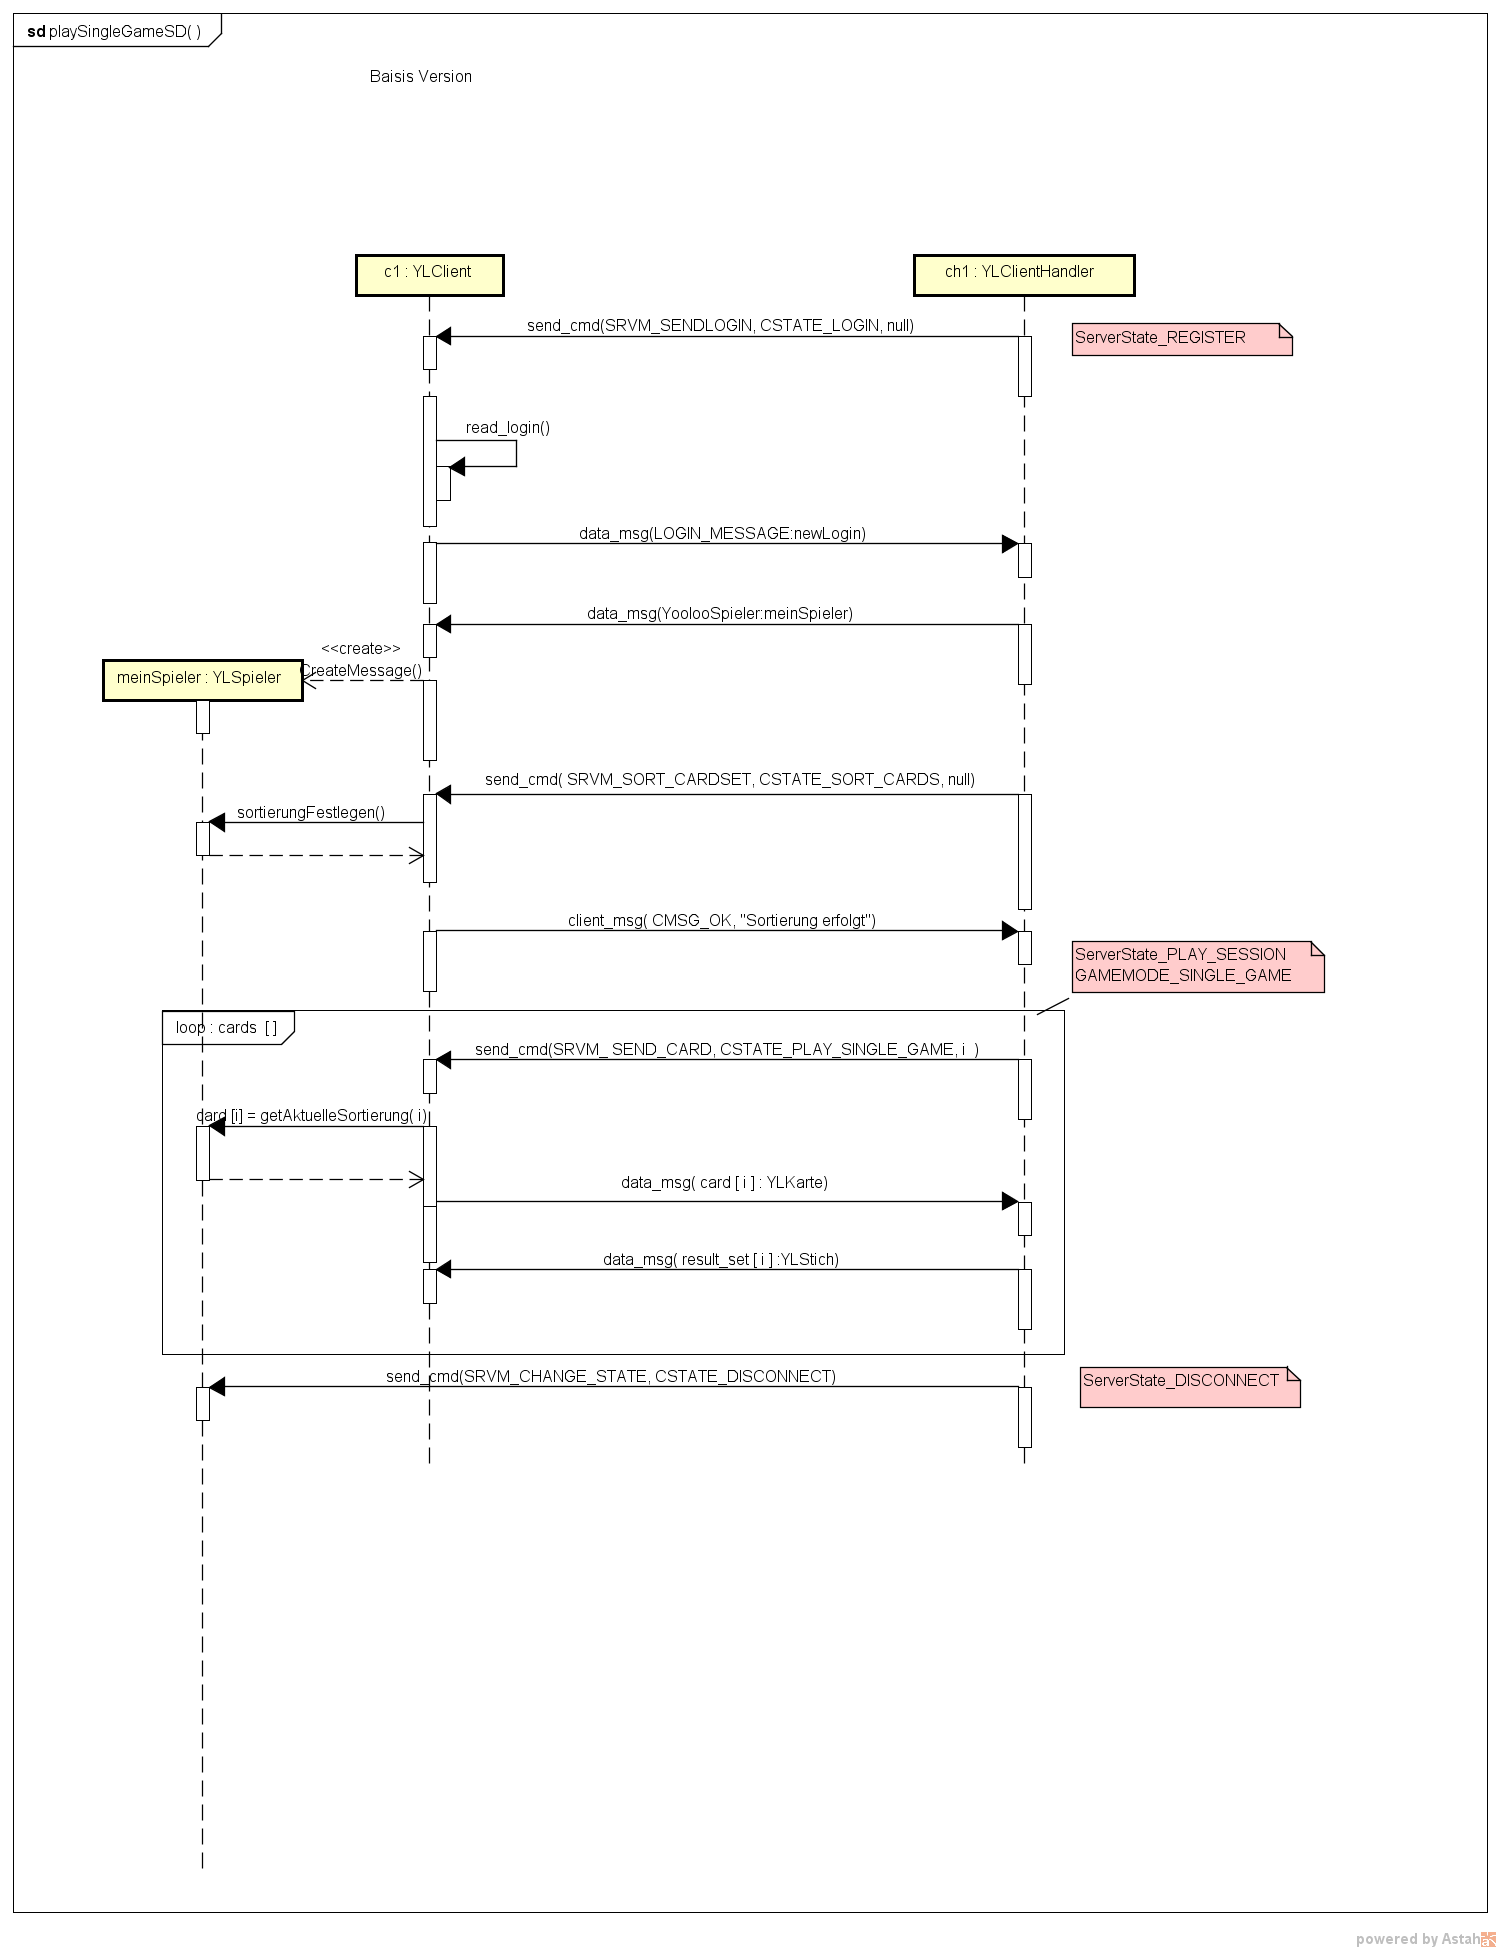 sd playSingleGameSD( )
Baisis Version
c1 : YLClient
ch1 : YLClientHandler
send_cmd(SRVM_SENDLOGIN, CSTATE_LOGIN, null)
ServerState_REGISTER
read_login()
data_msg(LOGIN_MESSAGE:newLogin)
data_msg(YoolooSpieler:meinSpieler)
<<create>>
CreateMessage()
meinSpieler : YLSpieler
send_cmd( SRVM_SORT_CARDSET, CSTATE_SORT_CARDS, null)
sortierungFestlegen()
client_msg( CMSG_OK, "Sortierung erfolgt")
ServerState_PLAY_SESSION
GAMEMODE_SINGLE_GAME
loop : cards [ ]
send_cmd(SRVM_ SEND_CARD, CSTATE_PLAY_SINGLE_GAME, i )
card [i] = getAktuelleSortierung( i)
data_msg( card [ i ] : YLKarte)
data_msg( result_set [ i ] :YLStich)
send_cmd(SRVM_CHANGE_STATE, CSTATE_DISCONNECT)
ServerState_DISCONNECT
powered by Astah